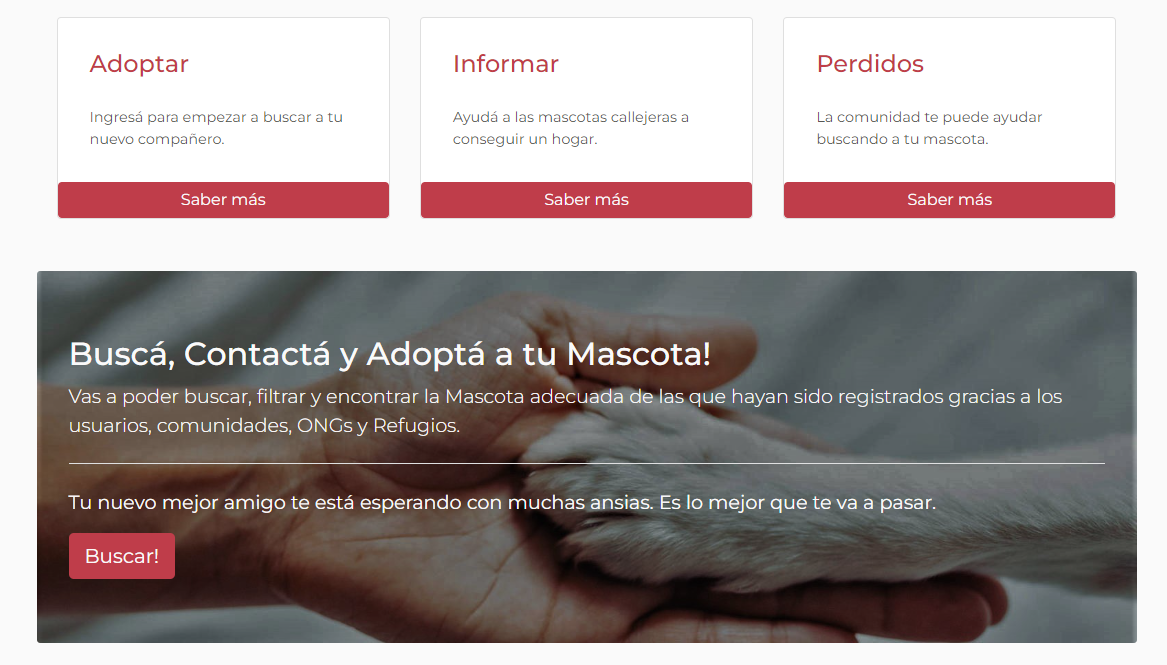 Adoptar
Ingresá para empezar a buscar a tu
nuevo compañero.
Saber más
Informar
Ayudá a las mascotas callejeras a
conseguir un hogar.
Saber más
Perdidos
La comunidad te puede ayudar
buscando a tu mascota.
Saber más
Buscá, Contactá y Adoptá a tu Mascota!
Vas a poder buscar, filtrar y encontrar la Mascota adecuada de las que hayan sido registrados gracias a los
usuarios, comunidades, ONGs y Refugios.
Tu nuevo mejor amigo te está esperando con muchas ansias. Es lo mejor que te va a pasar.
Buscar!